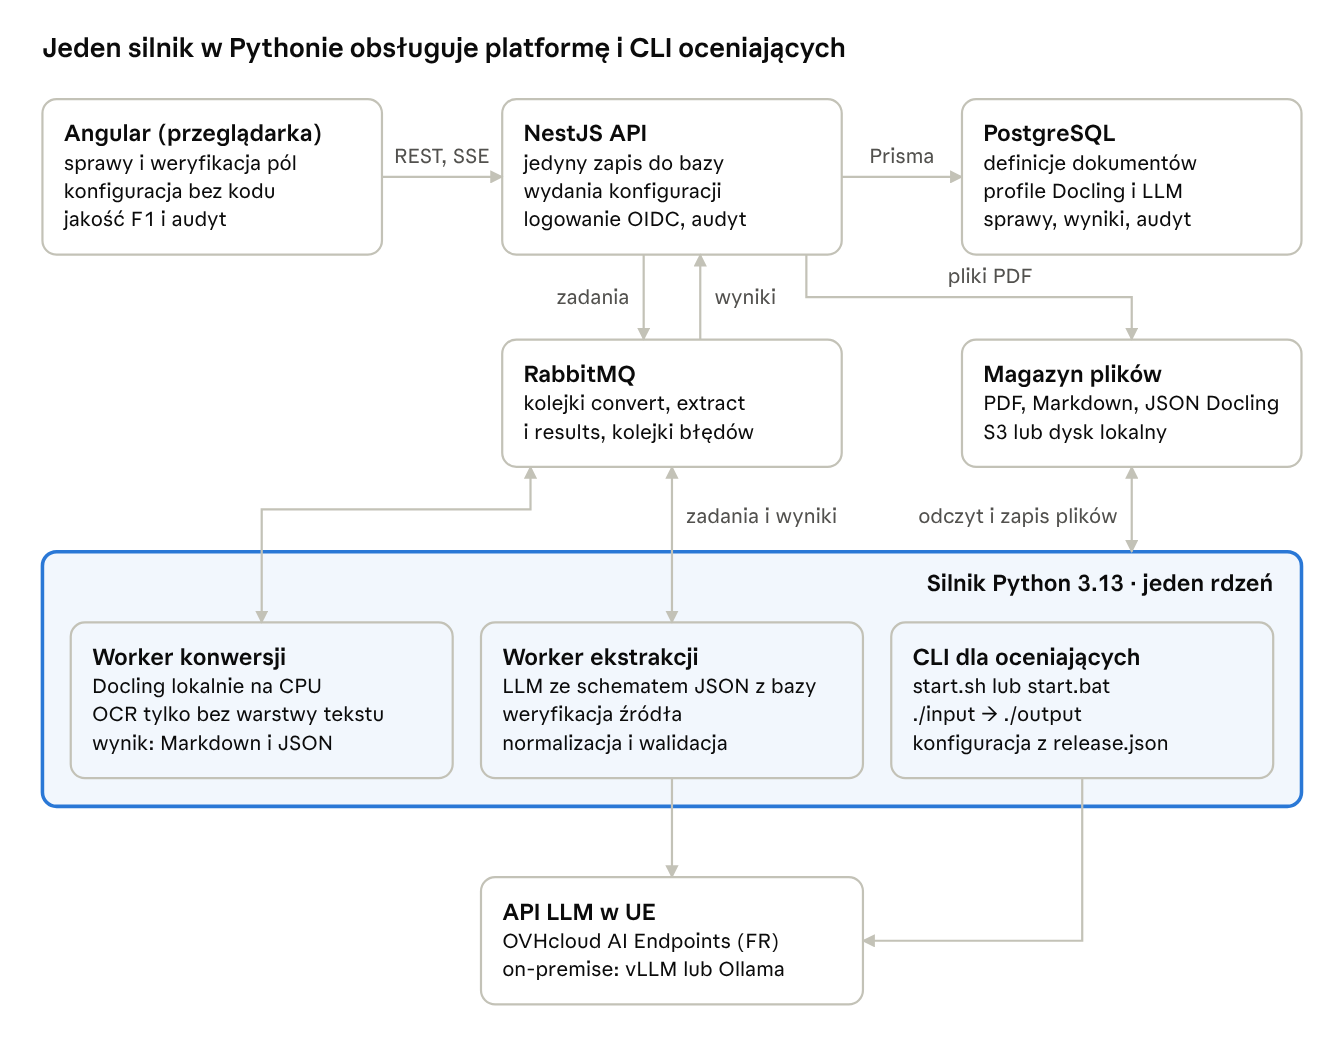 Jeden silnik w Pythonie obsługuje platformę i CLI oceniających
Angular (przeglądarka)
sprawy i weryfikacja pól
konfiguracja bez kodu
jakość F1 i audyt
REST, SSE
NestJS API
jedyny zapis do bazy
wydania konfiguracji
logowanie OIDC, audyt
Prisma
PostgreSQL
definicje dokumentów
profile Docling i LLM
sprawy, wyniki, audyt
zadania
wyniki
pliki PDF
RabbitMQ
kolejki convert, extract
i results, kolejki błędów
Magazyn plików
PDF, Markdown, JSON Docling
S3 lub dysk lokalny
zadania i wyniki
odczyt i zapis plików
Silnik Python 3.13 · jeden rdzeń
Worker konwersji
Docling lokalnie na CPU
OCR tylko bez warstwy tekstu
wynik: Markdown i JSON
Worker ekstrakcji
LLM ze schematem JSON z bazy
weryfikacja źródła
normalizacja i walidacja
CLI dla oceniających
start.sh lub start.bat
./input → ./output
konfiguracja z release.json
API LLM w UE
OVHcloud AI Endpoints (FR)
on-premise: vLLM lub Ollama